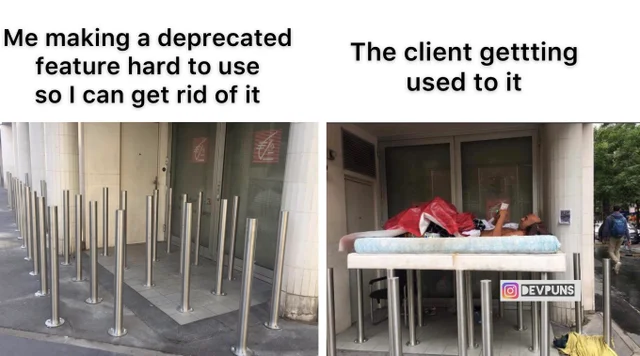 Me making a deprecated
feature hard to use
so I can get rid of it
The client gettting
used to it
DEVPUNS